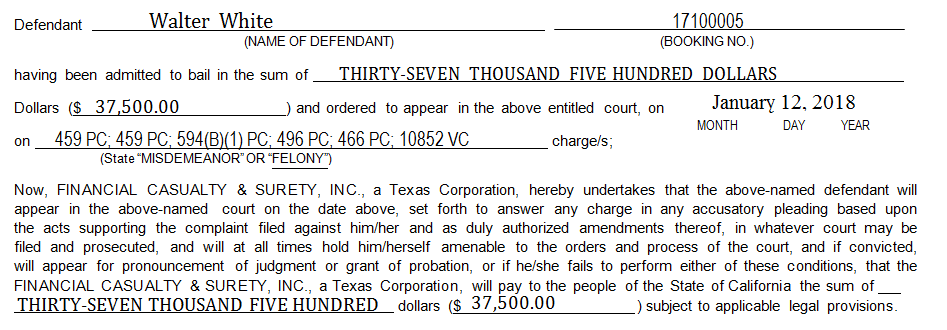 Defendant Walter White 17100005
(NAME OF DEFENDANT) (BOOKING NO.)
having been admitted to bail in the sum of THIRTY-SEVEN THOUSAND FIVE HUNDRED DOLLARS
Dollars ($ 37,500.00 ) and ordered to appear in the above entitled court, on January 12, 2018
MONTH DAY YEAR
on 459 PC; 459 PC; 594(B)(1) PC; 496 PC; 466 PC; 10852 VC charge/s;
(State “MISDEMEANOR” OR “FELONY”)
Now, FINANCIAL CASUALTY & SURETY, INC., a Texas Corporation, hereby undertakes that the above-named defendant will
appear in the above-named court on the date above, set forth to answer any charge in any accusatory pleading based upon
the acts supporting the complaint filed against him/her and as duly authorized amendments thereof, in whatever court may be
filed and prosecuted, and will at all times hold him/herself amenable to the orders and process of the court, and if convicted,
will appear for pronouncement of judgment or grant of probation, or if he/she fails to perform either of these conditions, that the
FINANCIAL CASUALTY & SURETY, INC., a Texas Corporation, will pay to the people of the State of California the sum of
THIRTY-SEVEN THOUSAND FIVE HUNDRED dollars ($ 37,500.00 ) subject to applicable legal provisions.